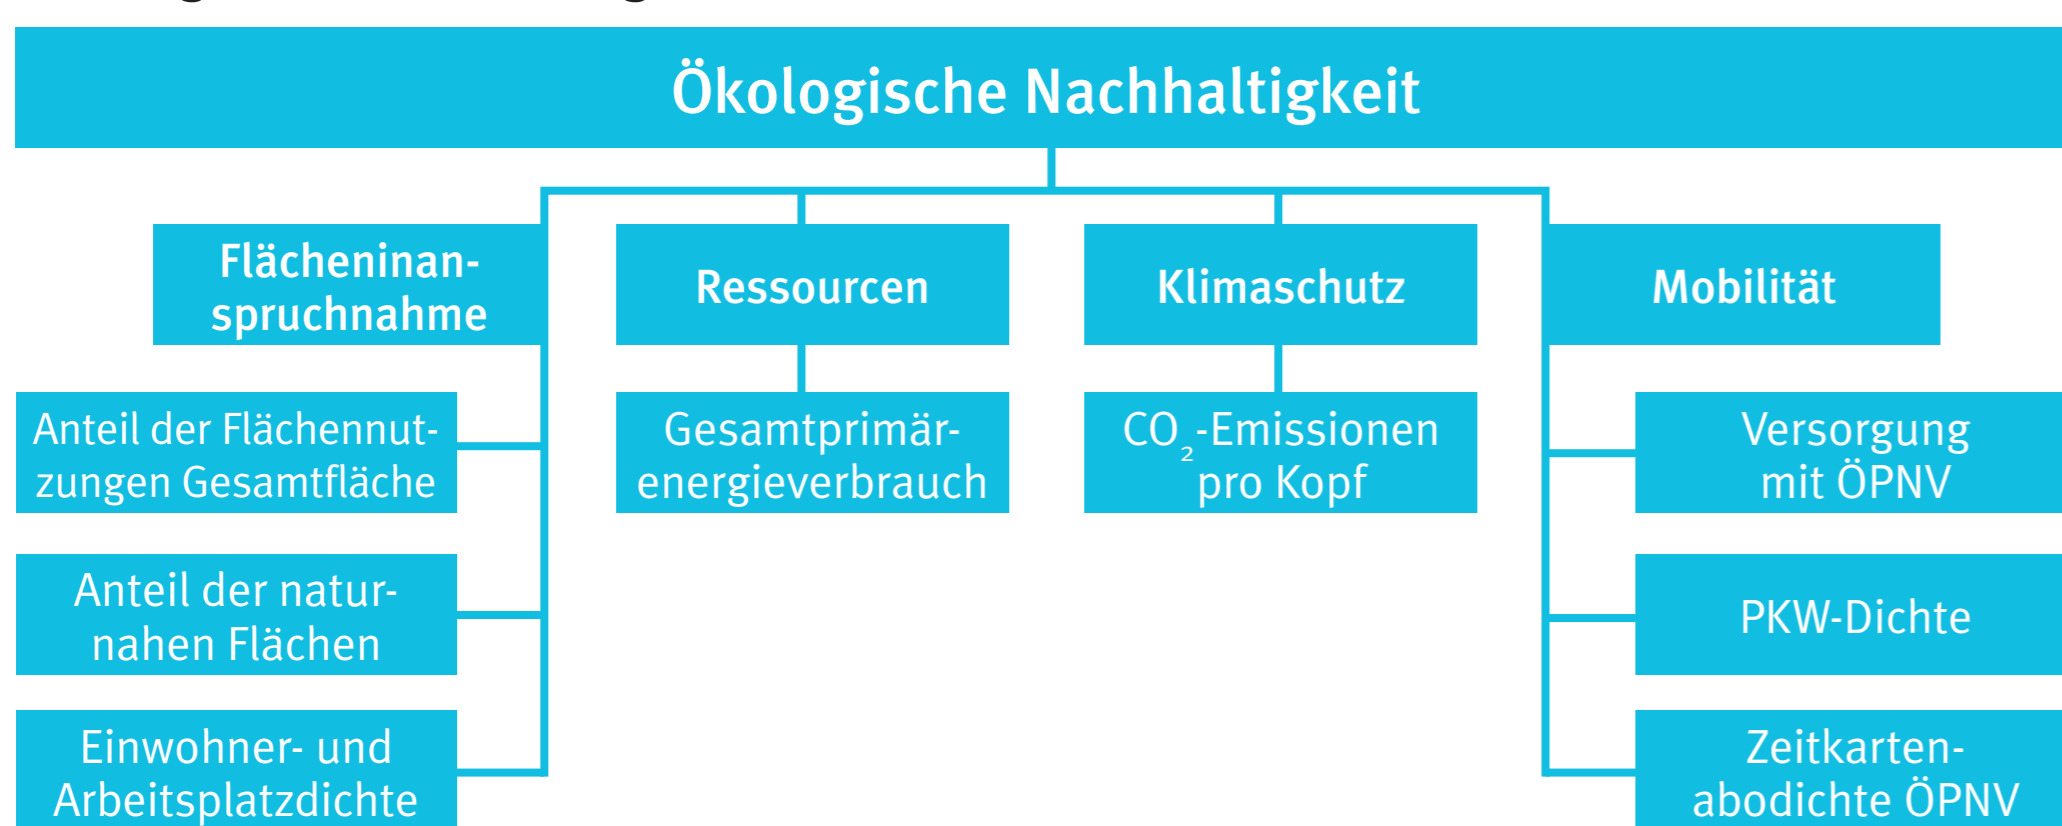 Ökologische Nachhaltigkeit
Flächeninan-
spruchnahme
Ressourcen
Klimaschutz
Mobilität
Anteil der Flächennut-
zungen Gesamtfläche
Gesamtprimär-
energieverbrauch
CO₂-Emissionen
pro Kopf
Versorgung
mit ÖPNV
Anteil der natur-
nahen Flächen
PKW-Dichte
Einwohner- und
Arbeitsplatzdichte
Zeitkarten-
abodichte ÖPNV